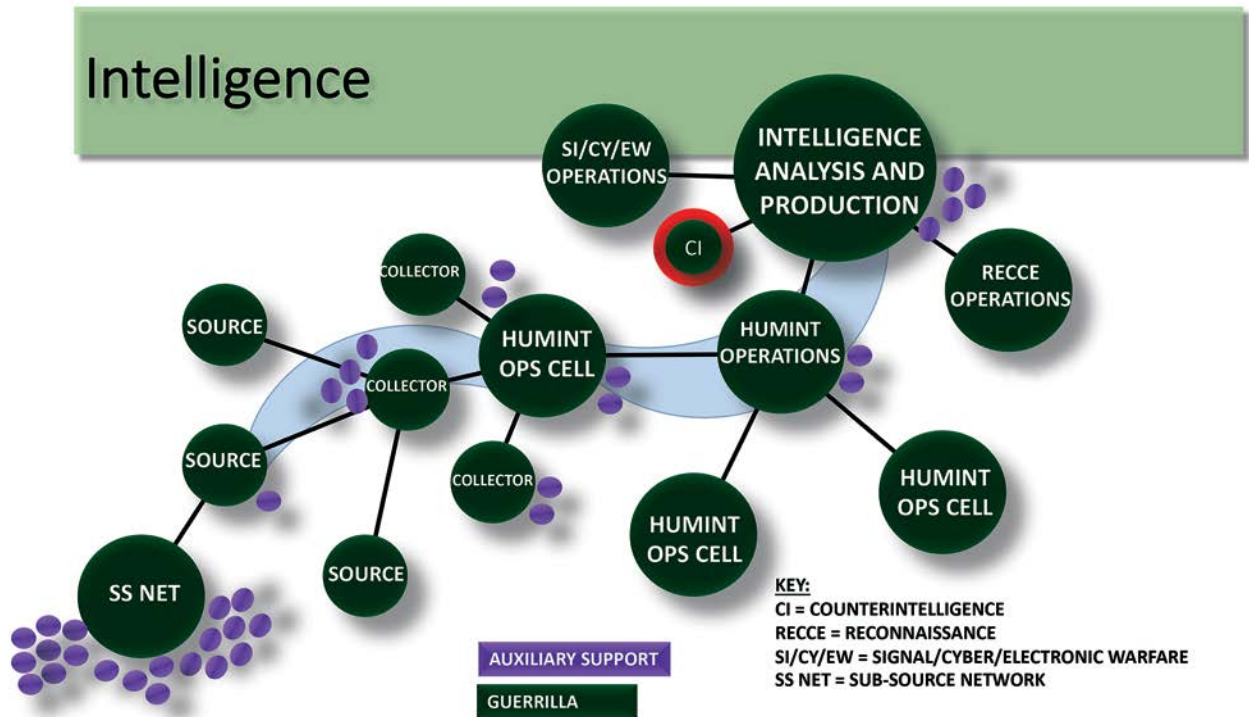 Intelligence
SI/CY/EW
OPERATIONS
INTELLIGENCE
ANALYSIS AND
PRODUCTION
CI
RECCE
OPERATIONS
COLLECTOR
SOURCE
HUMINT
OPS CELL
HUMINT
OPERATIONS
COLLECTOR
SOURCE
COLLECTOR
HUMINT
OPS CELL
HUMINT
OPS CELL
SS NET
SOURCE
KEY:
CI = COUNTERINTELLIGENCE
RECCE = RECONNAISSANCE
SI/CY/EW = SIGNAL/CYBER/ELECTRONIC WARFARE
SS NET = SUB-SOURCE NETWORK
AUXILIARY SUPPORT
GUERRILLA